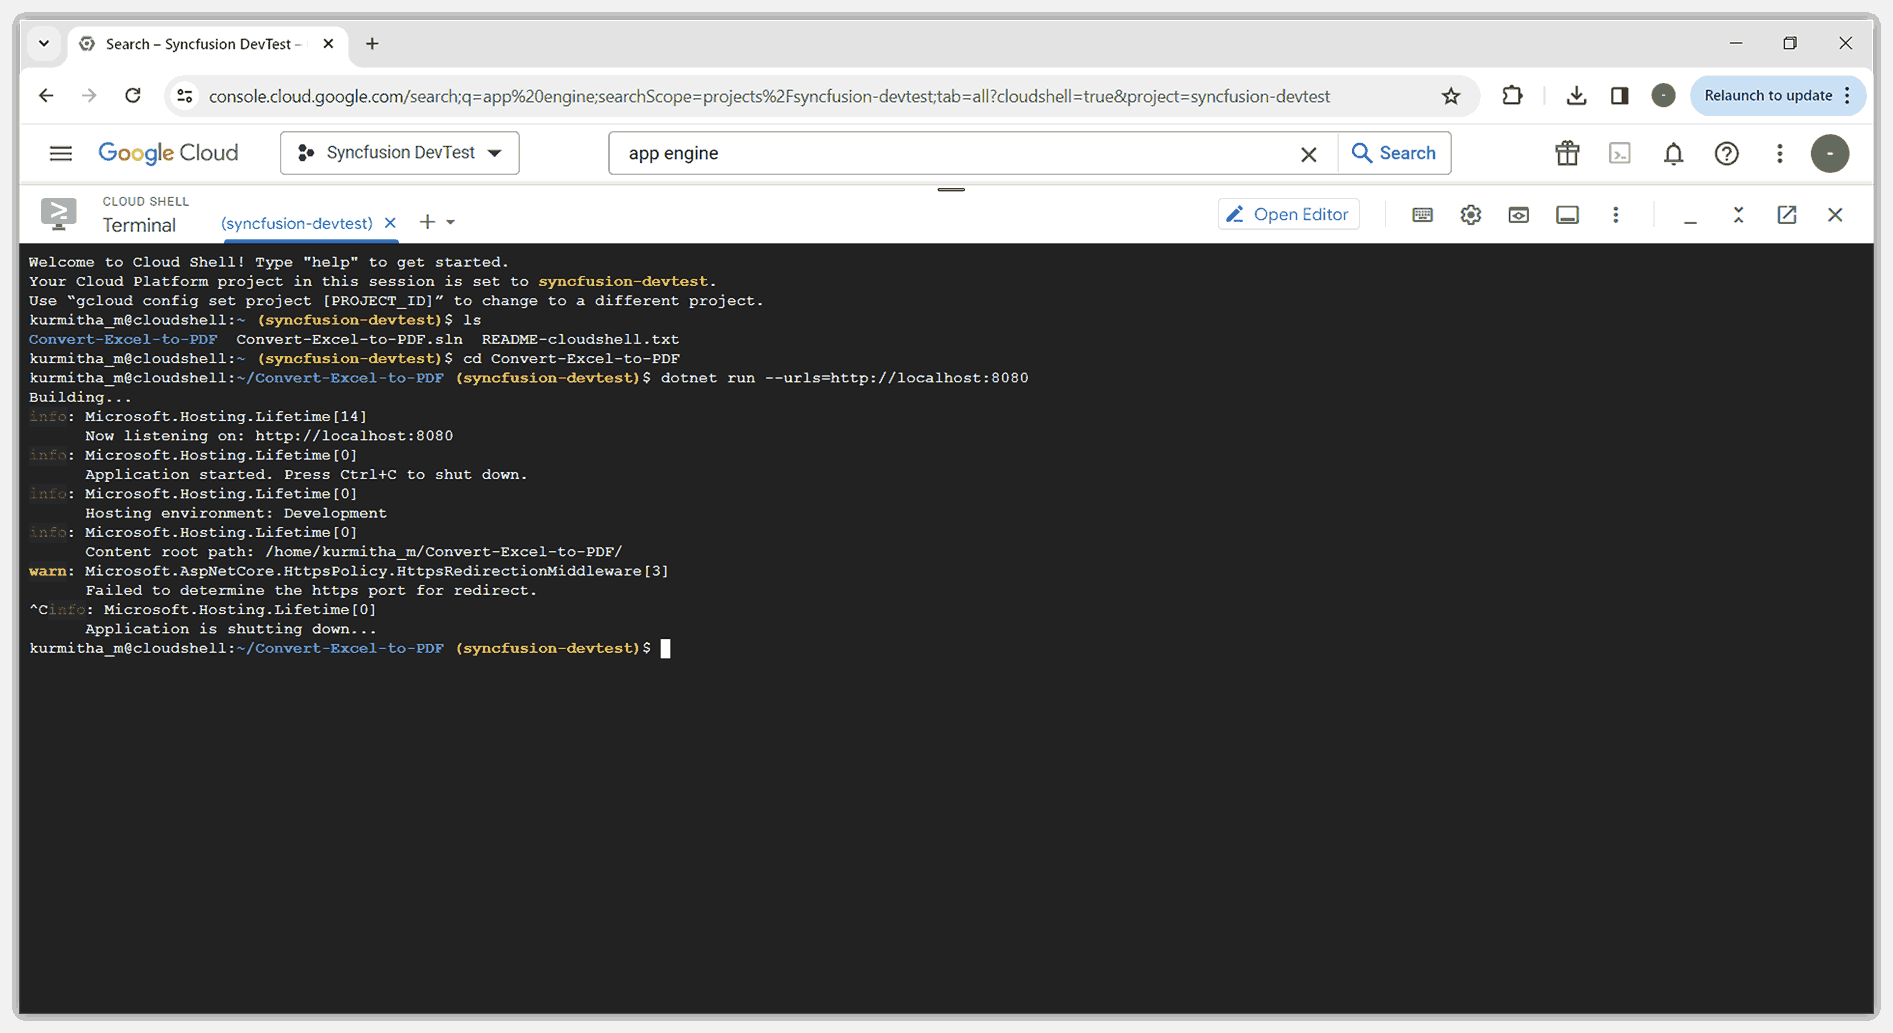 Search – Syncfusion DevTest –
console.cloud.google.com/search;q=app%20engine;searchScope=projects%2Fsyncfusion-devtest;tab=all?cloudshell=true&project=syncfusion-devtest
Relaunch to update
Google Cloud
Syncfusion DevTest
app engine
Search
CLOUD SHELL
Terminal
(syncfusion-devtest)
Open Editor
Welcome to Cloud Shell! Type "help" to get started.
Your Cloud Platform project in this session is set to syncfusion-devtest.
Use “gcloud config set project [PROJECT_ID]” to change to a different project.
kurmitha_m@cloudshell:~ (syncfusion-devtest)$ ls
Convert-Excel-to-PDF  Convert-Excel-to-PDF.sln  README-cloudshell.txt
kurmitha_m@cloudshell:~ (syncfusion-devtest)$ cd Convert-Excel-to-PDF
kurmitha_m@cloudshell:~/Convert-Excel-to-PDF (syncfusion-devtest)$ dotnet run --urls=http://localhost:8080
Building...
info: Microsoft.Hosting.Lifetime[14]
Now listening on: http://localhost:8080
info: Microsoft.Hosting.Lifetime[0]
Application started. Press Ctrl+C to shut down.
info: Microsoft.Hosting.Lifetime[0]
Hosting environment: Development
info: Microsoft.Hosting.Lifetime[0]
Content root path: /home/kurmitha_m/Convert-Excel-to-PDF/
warn: Microsoft.AspNetCore.HttpsPolicy.HttpsRedirectionMiddleware[3]
Failed to determine the https port for redirect.
^Cinfo: Microsoft.Hosting.Lifetime[0]
Application is shutting down...
kurmitha_m@cloudshell:~/Convert-Excel-to-PDF (syncfusion-devtest)$